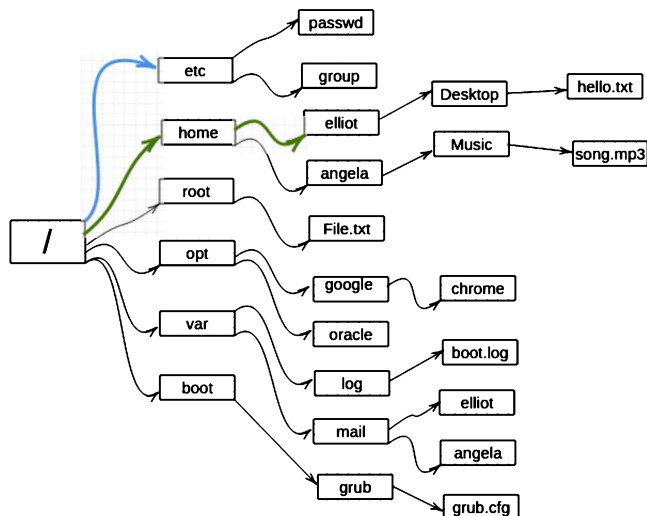 passwd
etc
group
hello.txt
Desktop
elliot
home
Music
song.mp3
angela
root
File.txt
/
opt
google
chrome
oracle
var
boot.log
log
boot
elliot
mail
angela
grub
grub.cfg